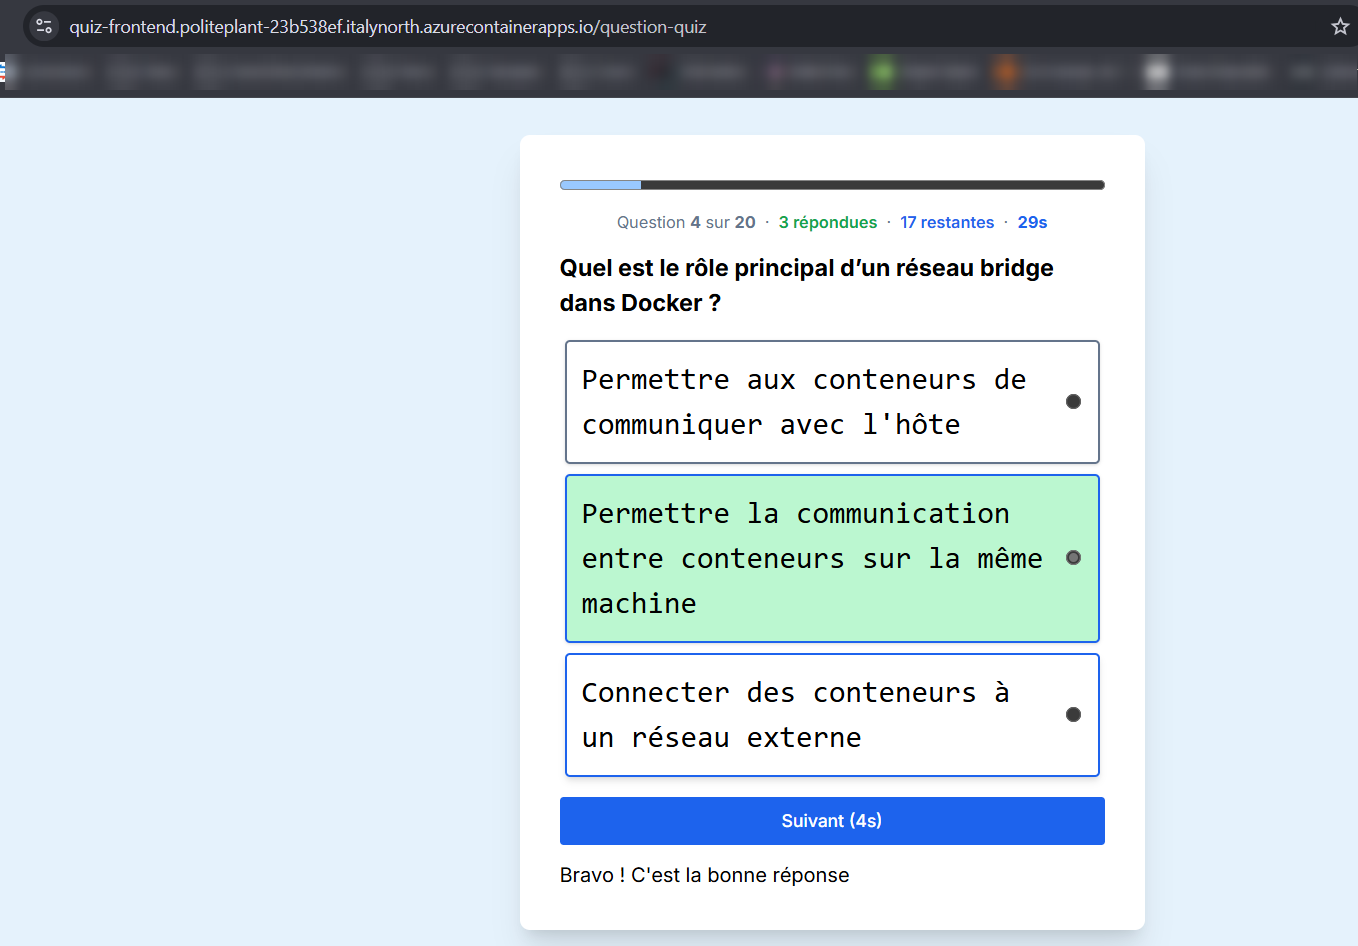 quiz-frontend.politeplant-23b538ef.italynorth.azurecontainerapps.io/question-quiz
Question 4 sur 20 · 3 répondues · 17 restantes · 29s
Quel est le rôle principal d’un réseau bridge
dans Docker ?
Permettre aux conteneurs de
communiquer avec l'hôte
Permettre la communication
entre conteneurs sur la même
machine
Connecter des conteneurs à
un réseau externe
Suivant (4s)
Bravo ! C'est la bonne réponse